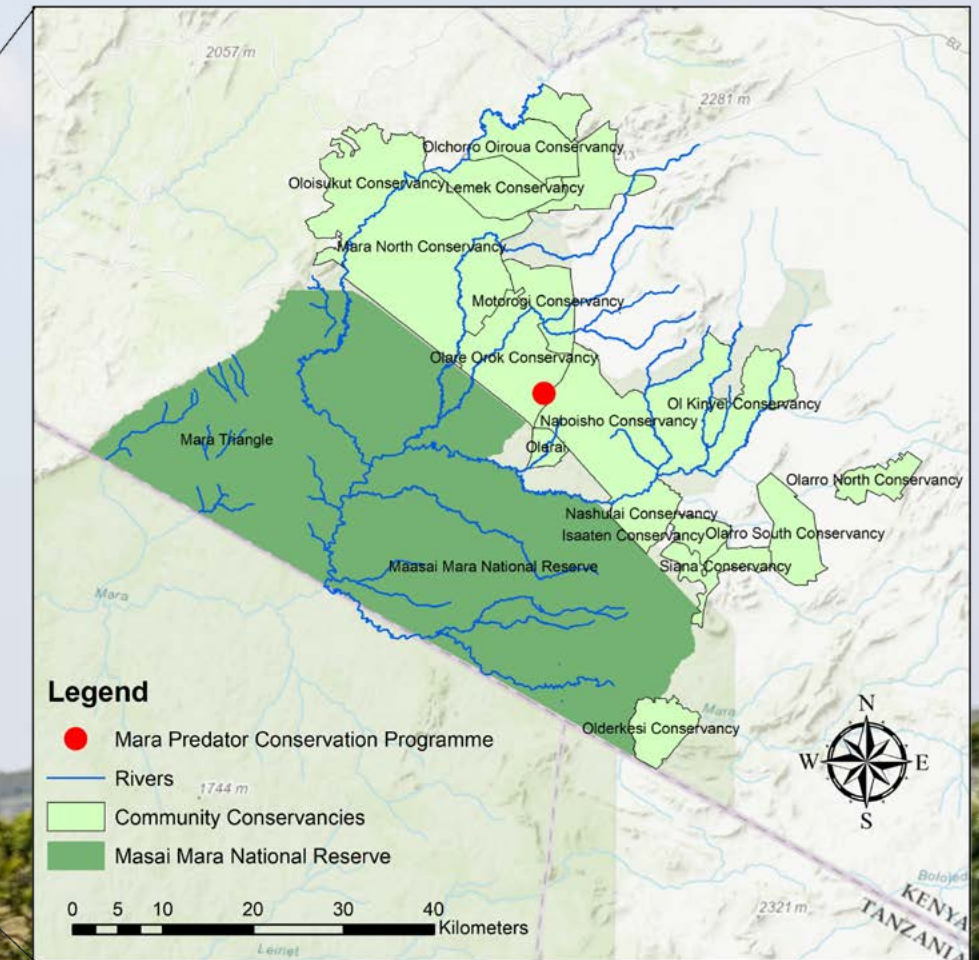 2057 m
B3
2281 m
Olchorro Oiroua Conservancy
Oloisukut Conservancy
Lemek Conservancy
Mara North Conservancy
Motorogi Conservancy
Olare Orok Conservancy
Ol Kinyei Conservancy
Naboisho Conservancy
Mara Triangle
Olerai
Olarro North Conservancy
Nashulai Conservancy
Isaaten Conservancy
Olarro South Conservancy
Maasai Mara National Reserve
Siana Conservancy
Mara
Mara
Olderkesi Conservancy
Legend
Mara Predator Conservation Programme
Rivers
1744 m
Community Conservancies
Masai Mara National Reserve
0 5 10 20 30 40
Kilometers
N
W E
S
2321 m
KENYA
TANZANIA